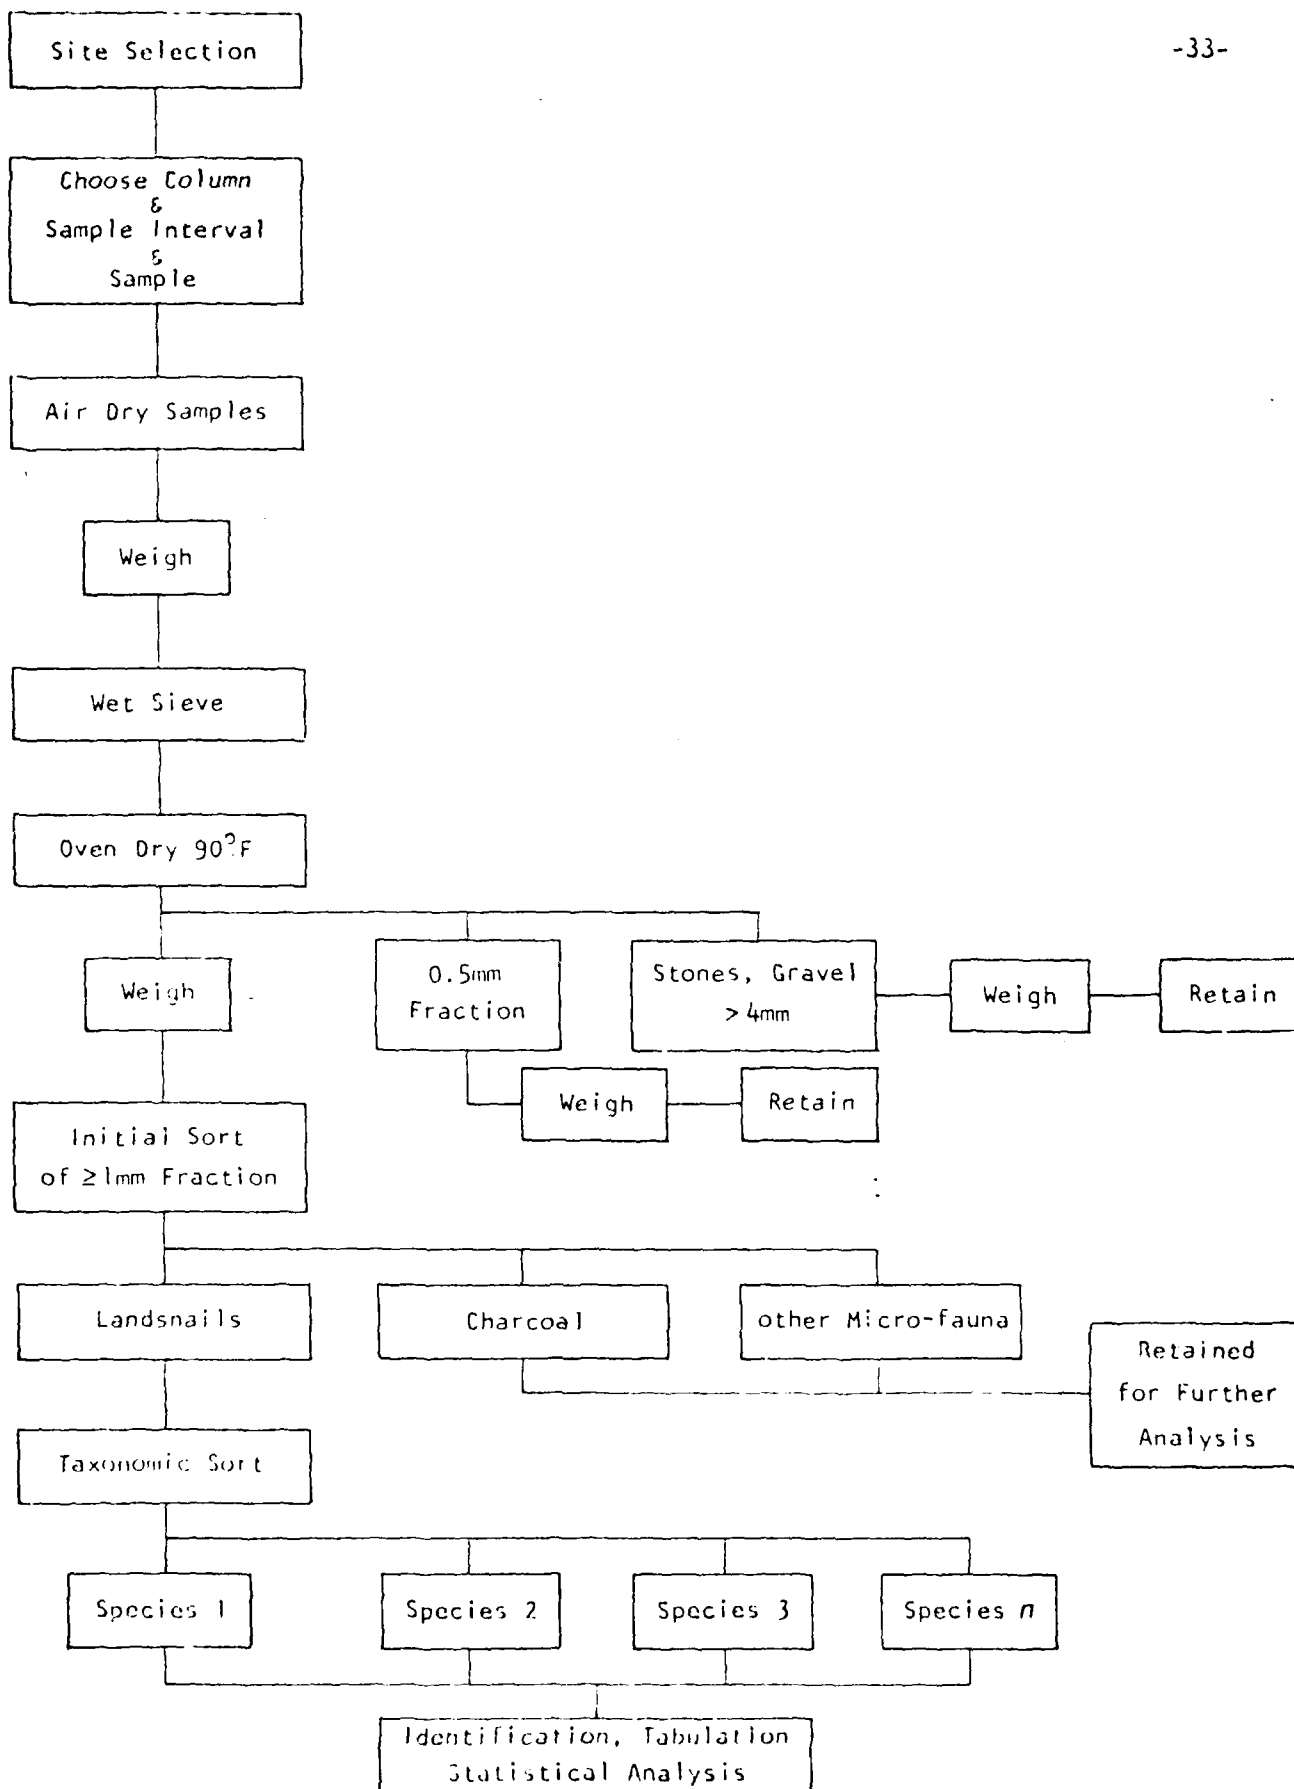 -33-
Site Selection
Choose Column
&
Sample Interval
&
Sample
Air Dry Samples
Weigh
Wet Sieve
Oven Dry 90°F
Weigh
0.5mm
Fraction
Stones, Gravel
>4mm
Weigh
Retain
Weigh
Retain
Initial Sort
of ≥1mm Fraction
Landsnails
Charcoal
other Micro-fauna
Retained
for Further
Analysis
Taxonomic Sort
Species 1
Species 2
Species 3
Species n
Identification, Tabulation
Statistical Analysis